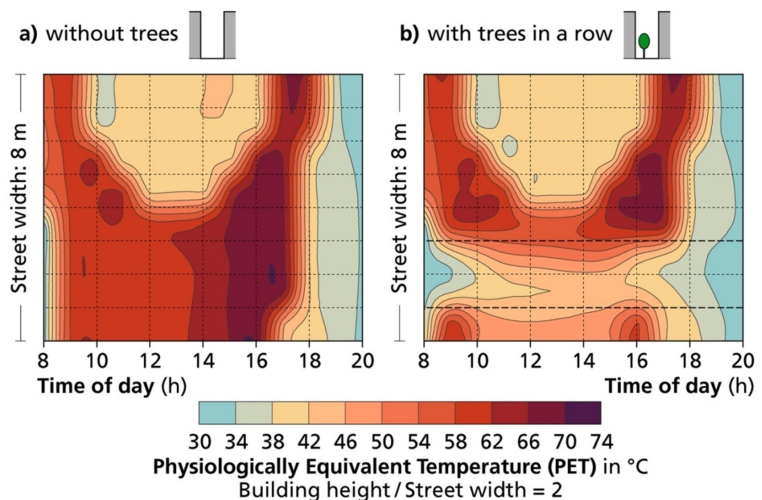 a) without trees
b) with trees in a row
Street width: 8 m
8 10 12 14 16 18 20
Time of day (h)
Street width: 8 m
8 10 12 14 16 18 20
Time of day (h)
30 34 38 42 46 50 54 58 62 66 70 74
Physiologically Equivalent Temperature (PET) in °C
Building height / Street width = 2